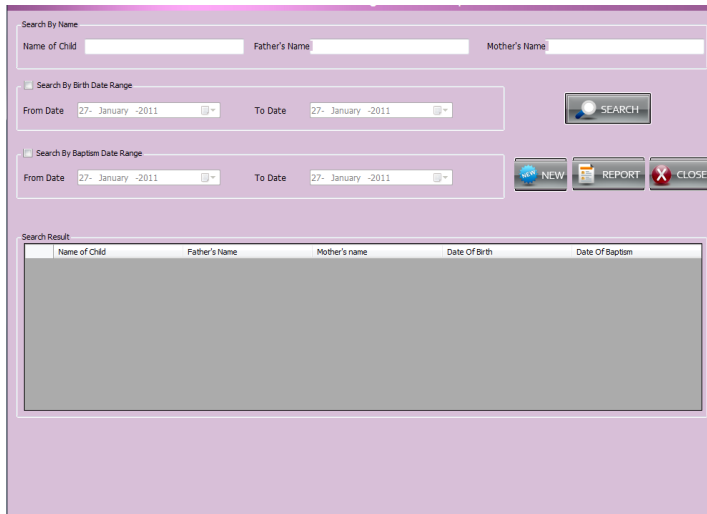 Search By Name
Name of Child Father's Name Mother's Name
Search By Birth Date Range
From Date 27- January -2011 To Date 27- January -2011
SEARCH
Search By Baptism Date Range
From Date 27- January -2011 To Date 27- January -2011
NEW NEW REPORT X CLOSE
Search Result
Name of Child Father's Name Mother's name Date Of Birth Date Of Baptism